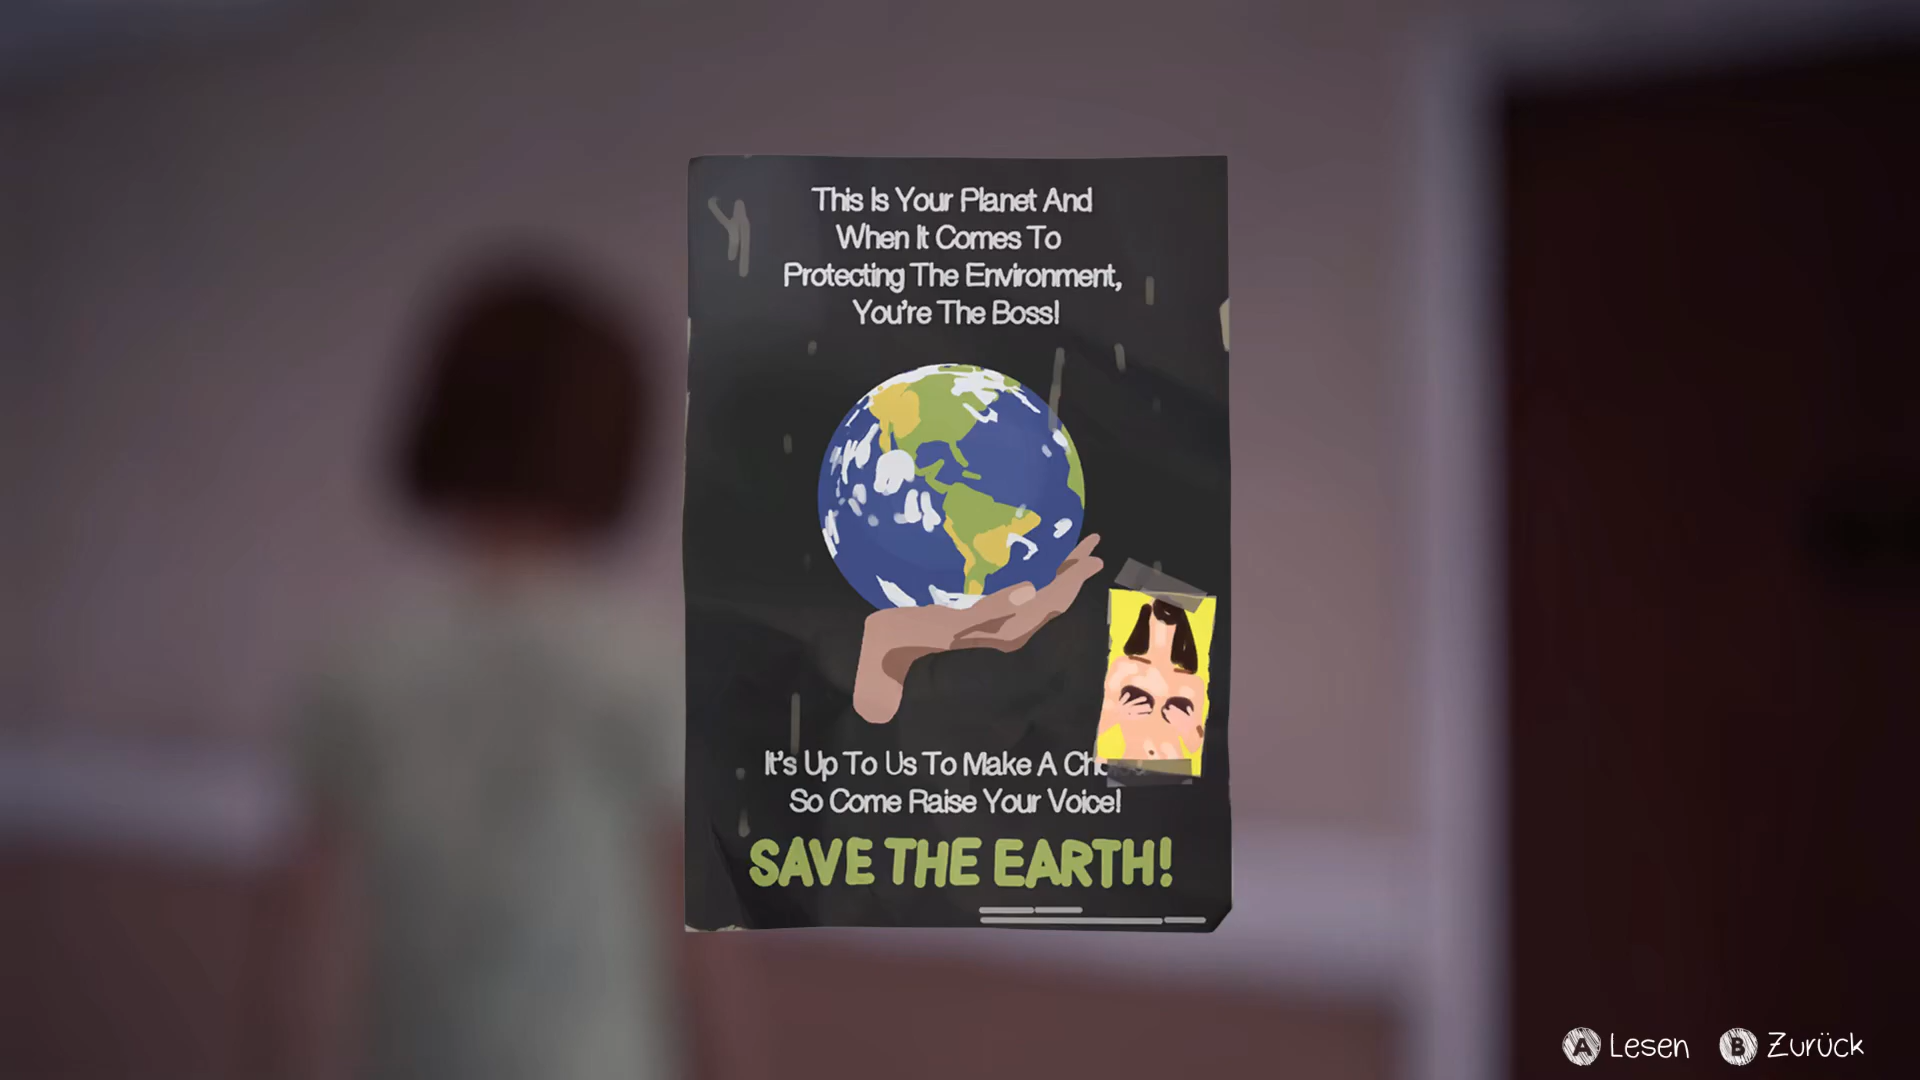 This Is Your Planet And
When It Comes To
Protecting The Environment,
You're The Boss!
It's Up To Us To Make A
So Come Raise Your Voice!
SAVE THE EARTH!
A Lesen B Zurück